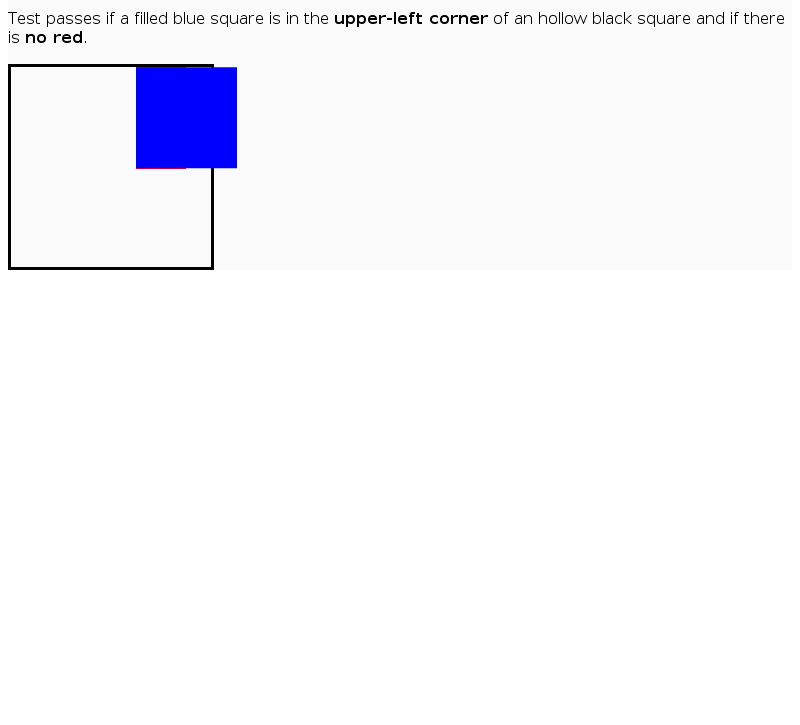 Test passes if a filled blue square is in the upper-left corner of an hollow black square and if there
is no red.